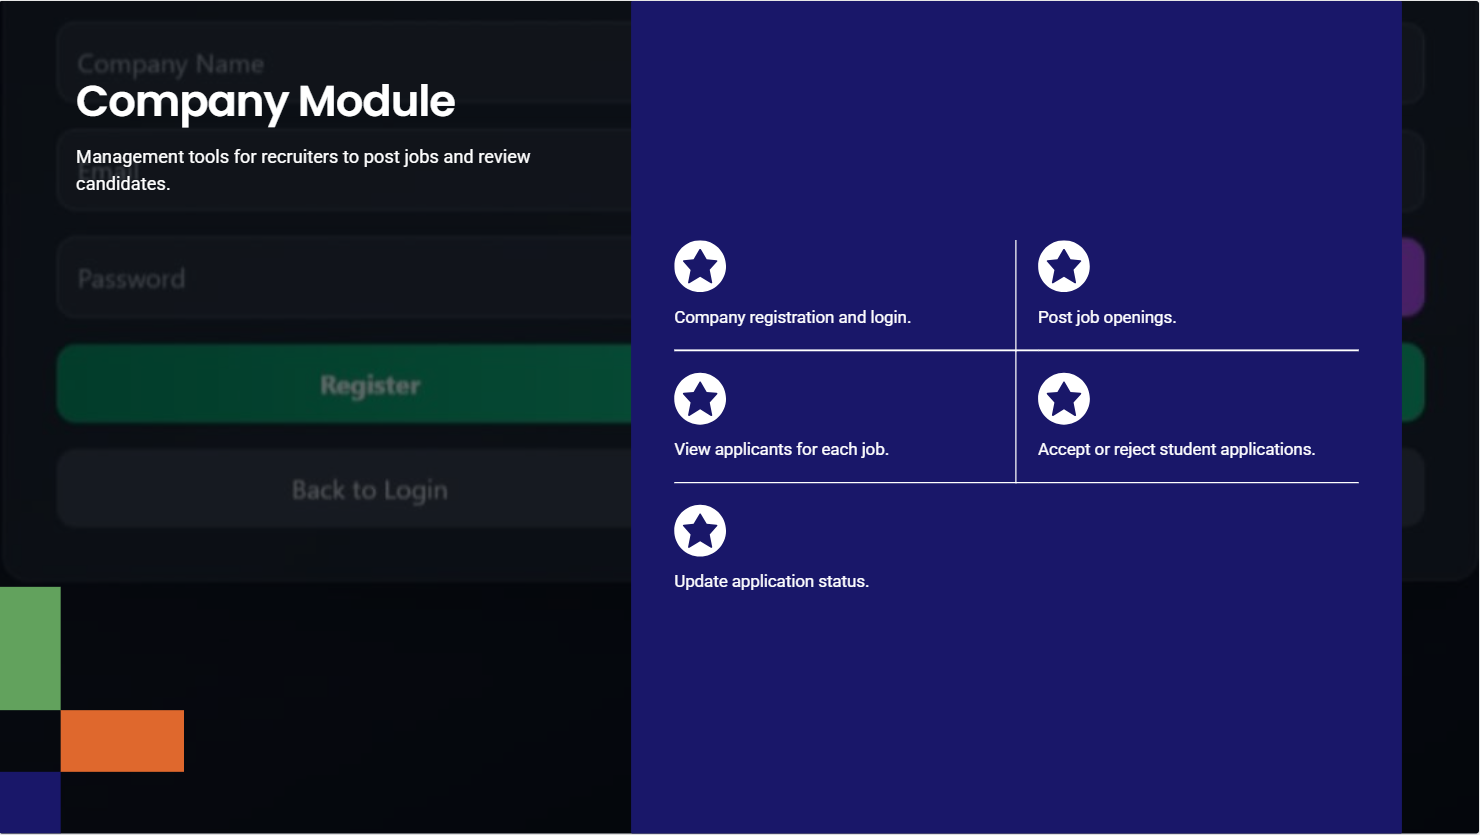 Company Name
Company Module
Management tools for recruiters to post jobs and review
candidates.
Email
Password
Register
Back to Login
Company registration and login.
Post job openings.
View applicants for each job.
Accept or reject student applications.
Update application status.